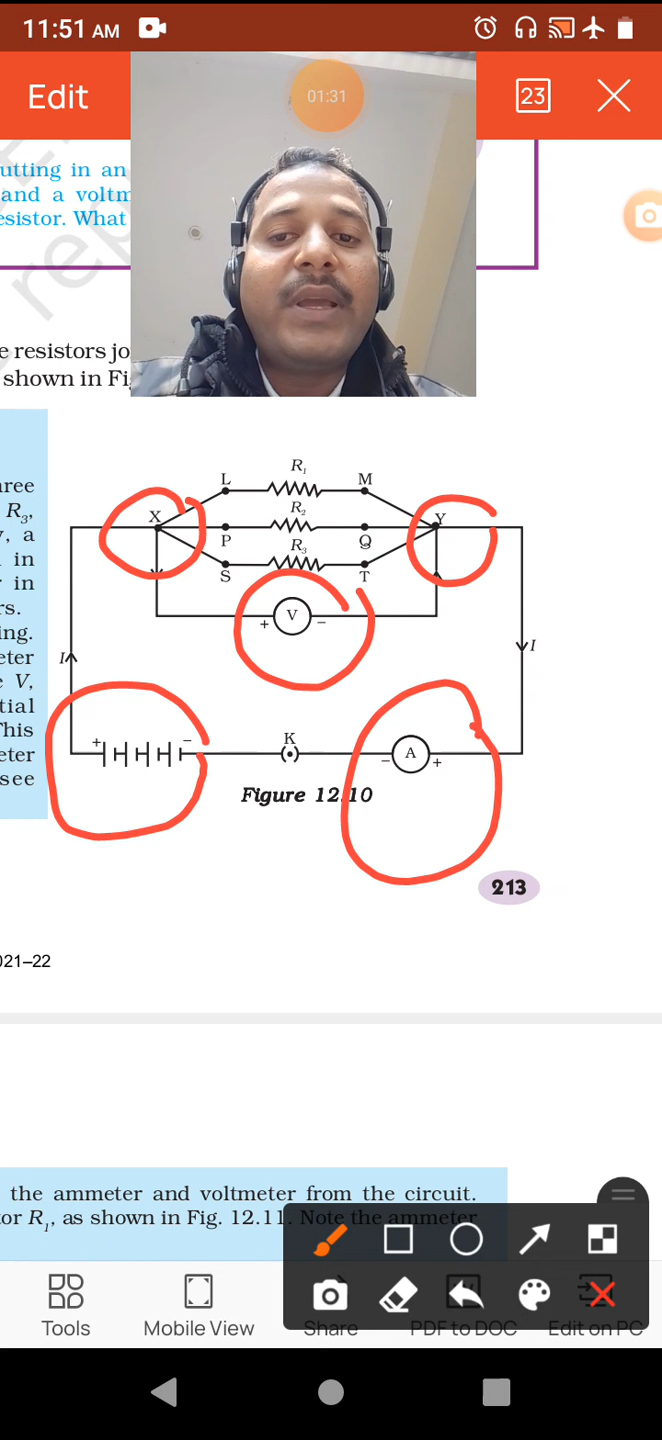 11:51 AM
Edit
01:31
23
utting in an
and a voltm
esistor. What
e resistors jo
shown in Fi
hree
R3,
, a
in
in
rs.
ing.
eter
e V,
tial
This
eter
see
L R1 M
X R2 Y
P R3 Q
S T
+ V –
I I
+ – K – A +
Figure 12.10
213
021–22
the ammeter and voltmeter from the circuit.
or R1, as shown in Fig. 12.11. Note the ammeter
Tools Mobile View Share PDF to DOC Edit on PC